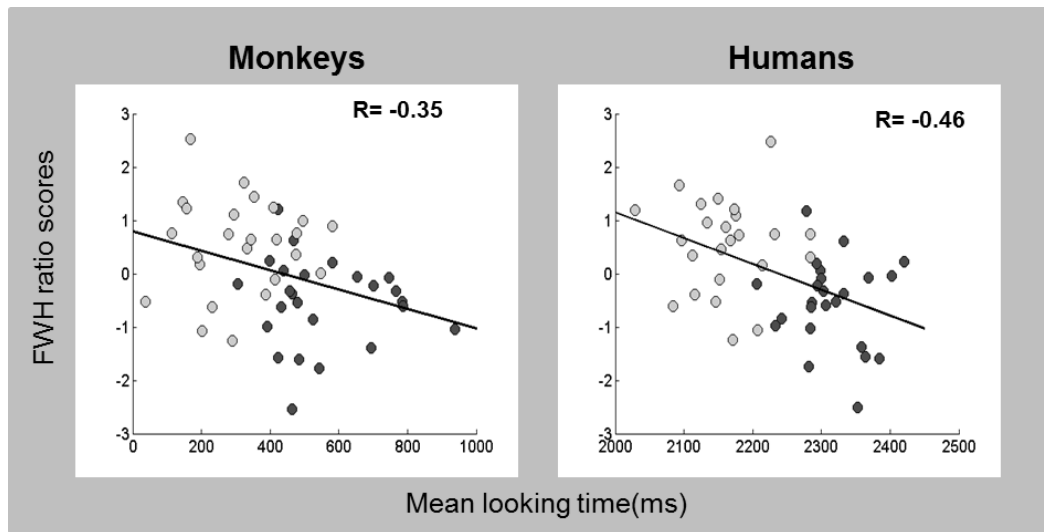 Monkeys
Humans
R= -0.35
R= -0.46
FWH ratio scores
3
2
1
0
-1
-2
-3
0 200 400 600 800 1000
3
2
1
0
-1
-2
-3
2000 2100 2200 2300 2400 2500
Mean looking time(ms)